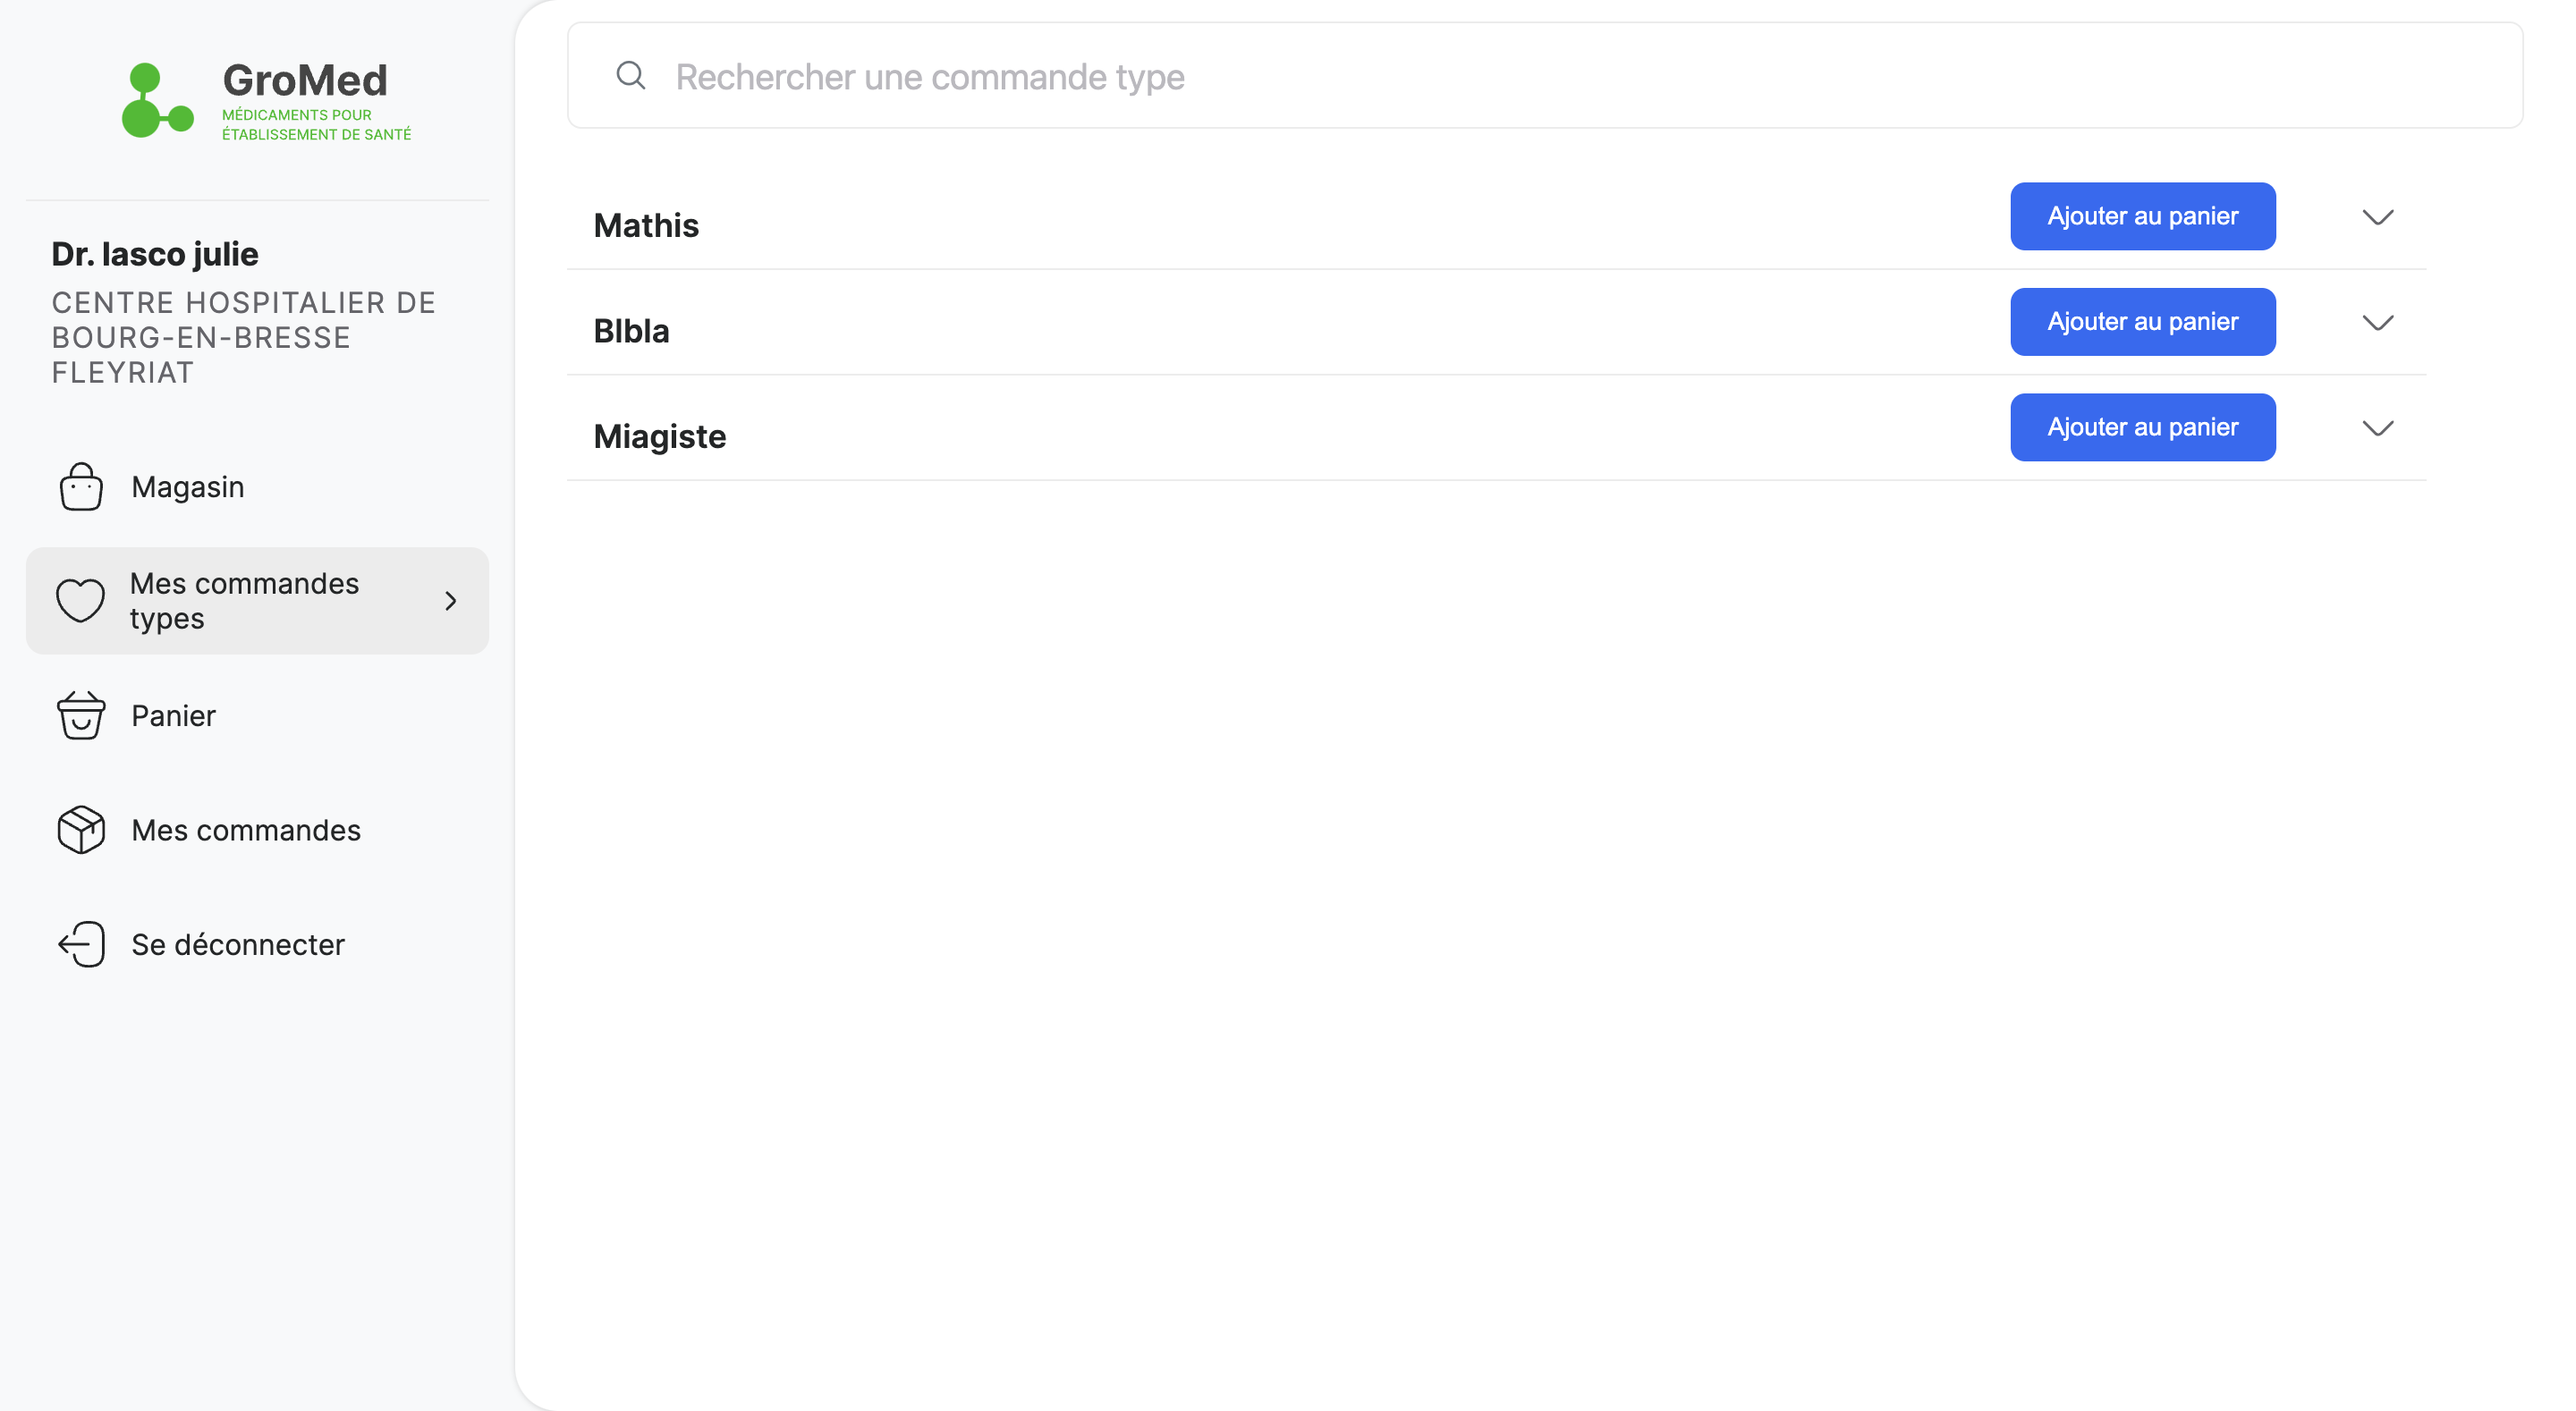 GroMed
MÉDICAMENTS POUR
ÉTABLISSEMENT DE SANTÉ
Dr. lasco julie
CENTRE HOSPITALIER DE
BOURG-EN-BRESSE
FLEYRIAT
Magasin
Mes commandes
types
Panier
Mes commandes
Se déconnecter
Rechercher une commande type
Mathis
Ajouter au panier
Blbla
Ajouter au panier
Miagiste
Ajouter au panier